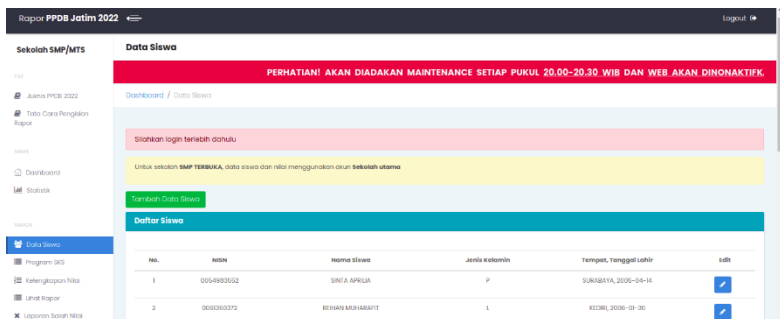 Rapor PPDB Jatim 2022
Logout
Sekolah SMP/MTS
Data Siswa
PERHATIAN! AKAN DIADAKAN MAINTENANCE SETIAP PUKUL 20.00-20.30 WIB DAN WEB AKAN DINONAKTIFK
FILE
Juknis PPDB 2022
Tata Cara Pengisian
Rapor
Dashboard / Data Siswa
Silahkan login terlebih dahulu
Untuk sekolah SMP TERBUKA, data siswa dan nilai menggunakan akun Sekolah utama
Dashboard
Statistik
Tambah Data Siswa
Daftar Siswa
Data Siswa
Program SKS
Kelengkapan Nilai
Lihat Rapor
Laporan Salah Nilai
No. NISN Nama Siswa Jenis Kelamin Tempat, Tanggal Lahir Edit
1 0054983552 SINTA APRILIA P SURABAYA, 2005-04-14
2 REIHAN MUHARAFIT L KEDIRI, 2006-01-30